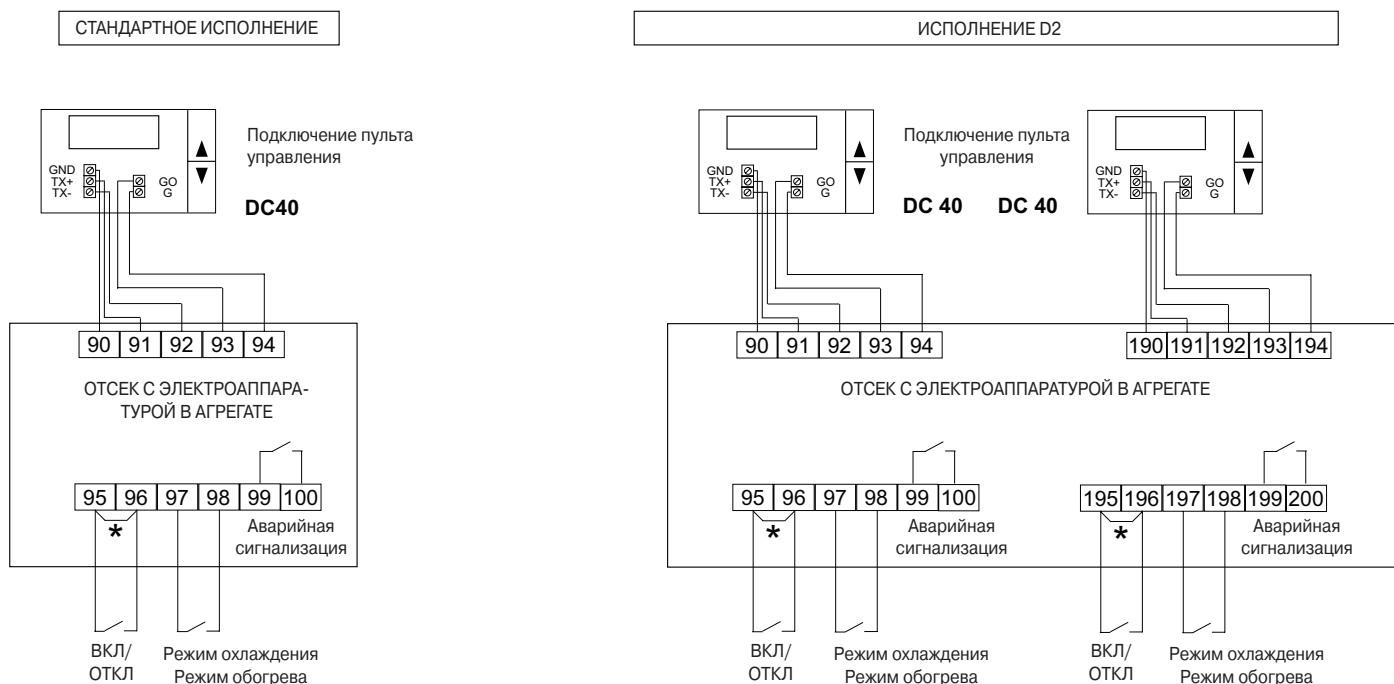 СТАНДАРТНОЕ ИСПОЛНЕНИЕ
ИСПОЛНЕНИЕ D2
GND
TX+
TX-
GO
G
Подключение пульта
управления
DC40
GND
TX+
TX-
GO
G
Подключение пульта
управления
DC 40
DC 40
GND
TX+
TX-
GO
G
90 91 92 93 94
ОТСЕК С ЭЛЕКТРОАППАРА-
ТУРОЙ В АГРЕГАТЕ
95 96 97 98 99 100
*
Аварийная
сигнализация
ВКЛ/
ОТКЛ
Режим охлаждения
Режим обогрева
90 91 92 93 94
190 191 192 193 194
ОТСЕК С ЭЛЕКТРОАППАРАТУРОЙ В АГРЕГАТЕ
95 96 97 98 99 100
*
Аварийная
сигнализация
195 196 197 198 199 200
*
Аварийная
сигнализация
ВКЛ/
ОТКЛ
Режим охлаждения
Режим обогрева
ВКЛ/
ОТКЛ
Режим охлаждения
Режим обогрева